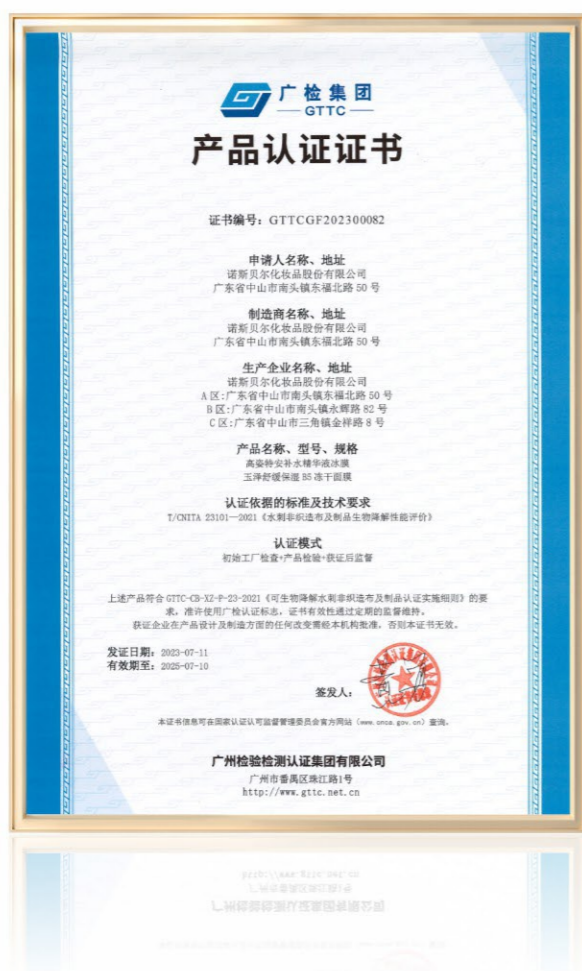 广检集团
GTTC
产品认证证书
证书编号：GTTCGF202300082
申请人名称、地址
诺斯贝尔化妆品股份有限公司
广东省中山市南头镇东福北路 50 号
制造商名称、地址
诺斯贝尔化妆品股份有限公司
广东省中山市南头镇东福北路 50 号
生产企业名称、地址
诺斯贝尔化妆品股份有限公司
A 区:广东省中山市南头镇东福北路 50 号
B 区:广东省中山市南头镇永辉路 82 号
C 区:广东省中山市三角镇金祥路 8 号
产品名称、型号、规格
高姿特安补水精华液冰膜
玉泽舒缓保湿 B5 冻干面膜
认证依据的标准及技术要求
T/CNITA 23101—2021《水刺非织造布及制品生物降解性能评价》
认证模式
初始工厂检查+产品检验+获证后监督
上述产品符合 GTTC-CB-XZ-P-23-2021《可生物降解水刺非织造布及制品认证实施细则》的要
求，准许使用广检认证标志，证书有效性通过定期的监督维持。
获证企业在产品设计及制造方面的任何改变需经本机构批准，否则本证书无效。
发证日期：2023-07-11
有效期至：2025-07-10
签发人：
本证书信息可在国家认证认可监督管理委员会官方网站（www.cnca.gov.cn）查询。
广州检验检测认证集团有限公司
广州市番禺区珠江路1号
http://www.gttc.net.cn